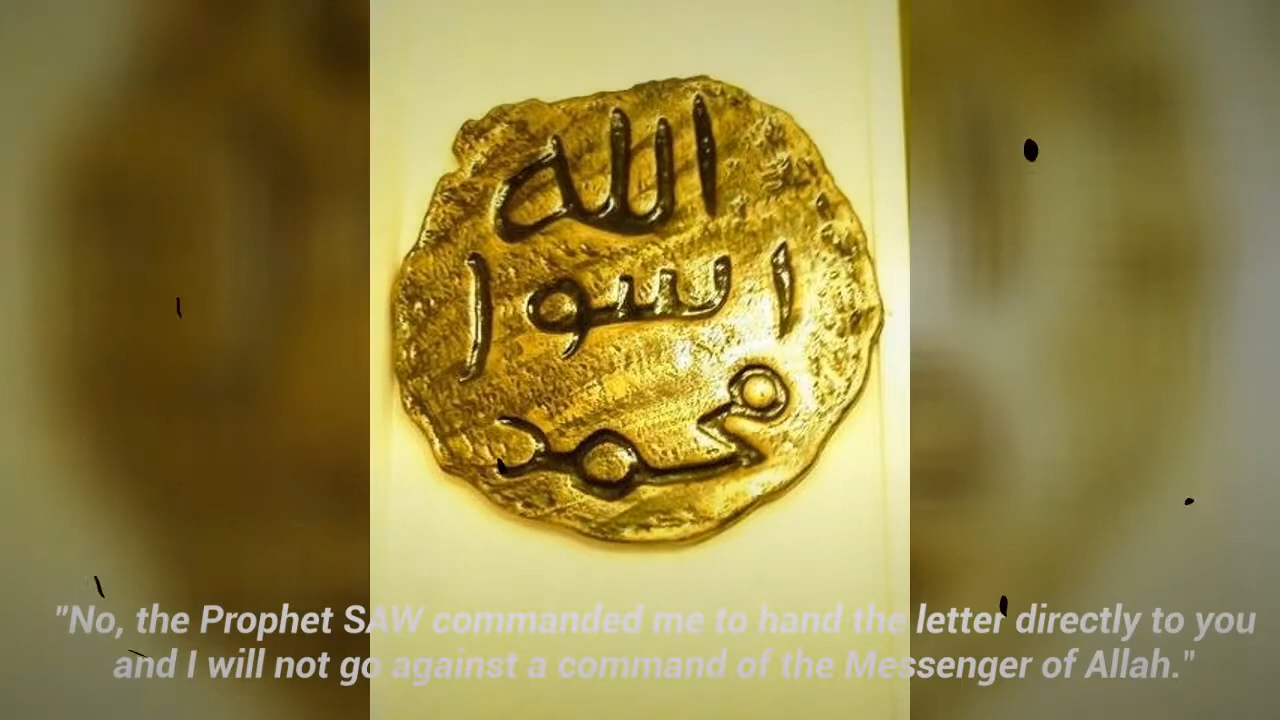 الله
رسول
محمد
"No, the Prophet SAW commanded me to hand the letter directly to you
and I will not go against a command of the Messenger of Allah."